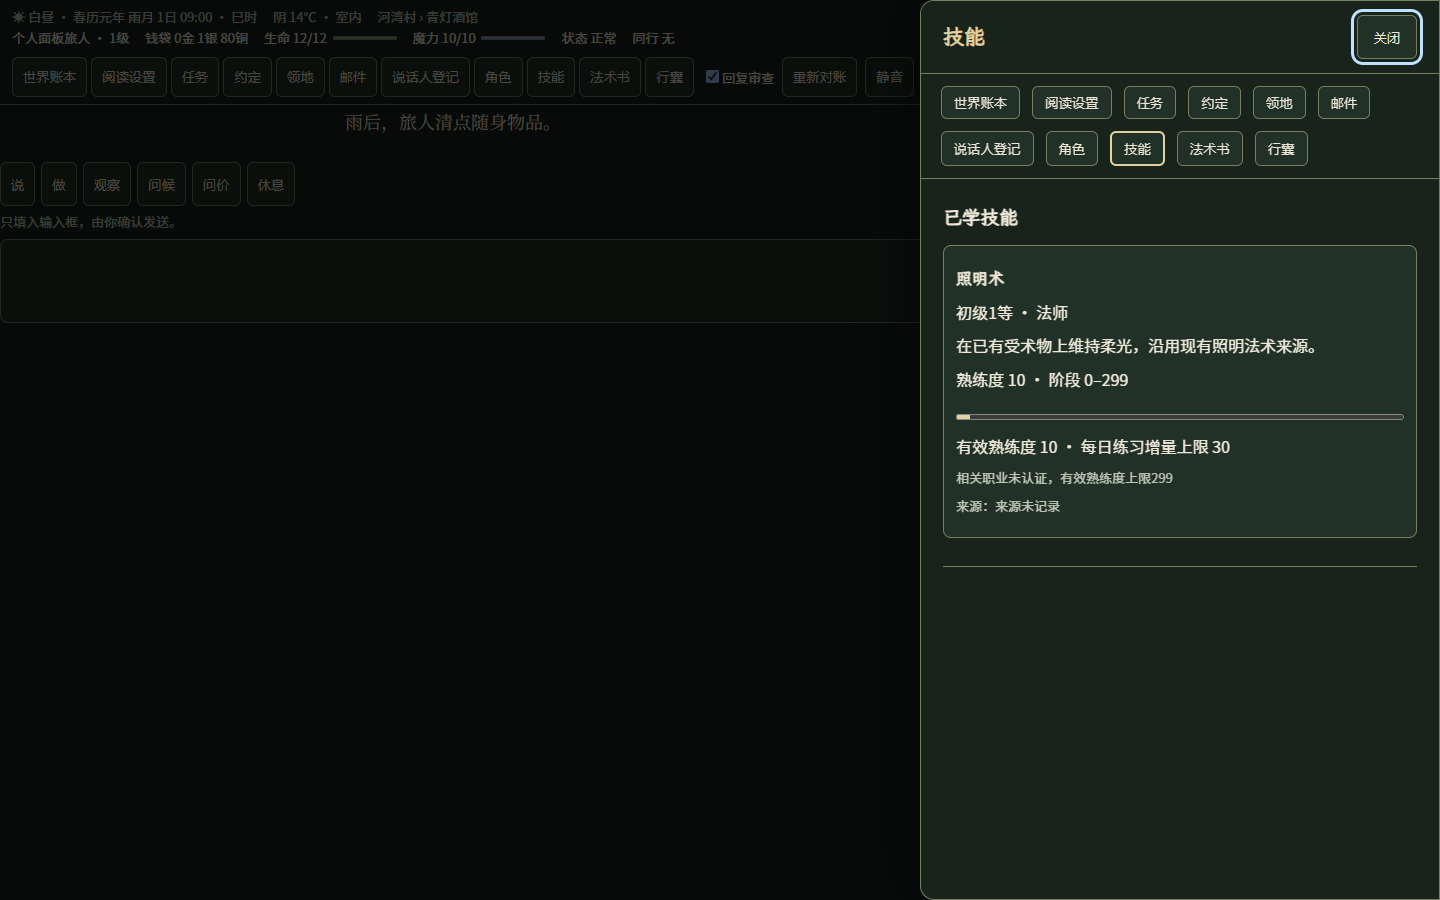 ☀ 白昼 · 春历元年 雨月 1日 09:00 · 巳时 阴 14°C · 室内 河湾村 › 青灯酒馆
个人面板旅人 · 1级 钱袋 0金 1银 80铜 生命 12/12 魔力 10/10 状态 正常 同行 无
世界账本 阅读设置 任务 约定 领地 邮件 说话人登记 角色 技能 法术书 行囊 回复审查 重新对账 静音
雨后，旅人清点随身物品。
说 做 观察 问候 问价 休息
只填入输入框，由你确认发送。
技能 关闭
世界账本 阅读设置 任务 约定 领地 邮件
说话人登记 角色 技能 法术书 行囊
已学技能
照明术
初级1等 · 法师
在已有受术物上维持柔光，沿用现有照明法术来源。
熟练度 10 · 阶段 0–299
有效熟练度 10 · 每日练习增量上限 30
相关职业未认证，有效熟练度上限299
来源：来源未记录